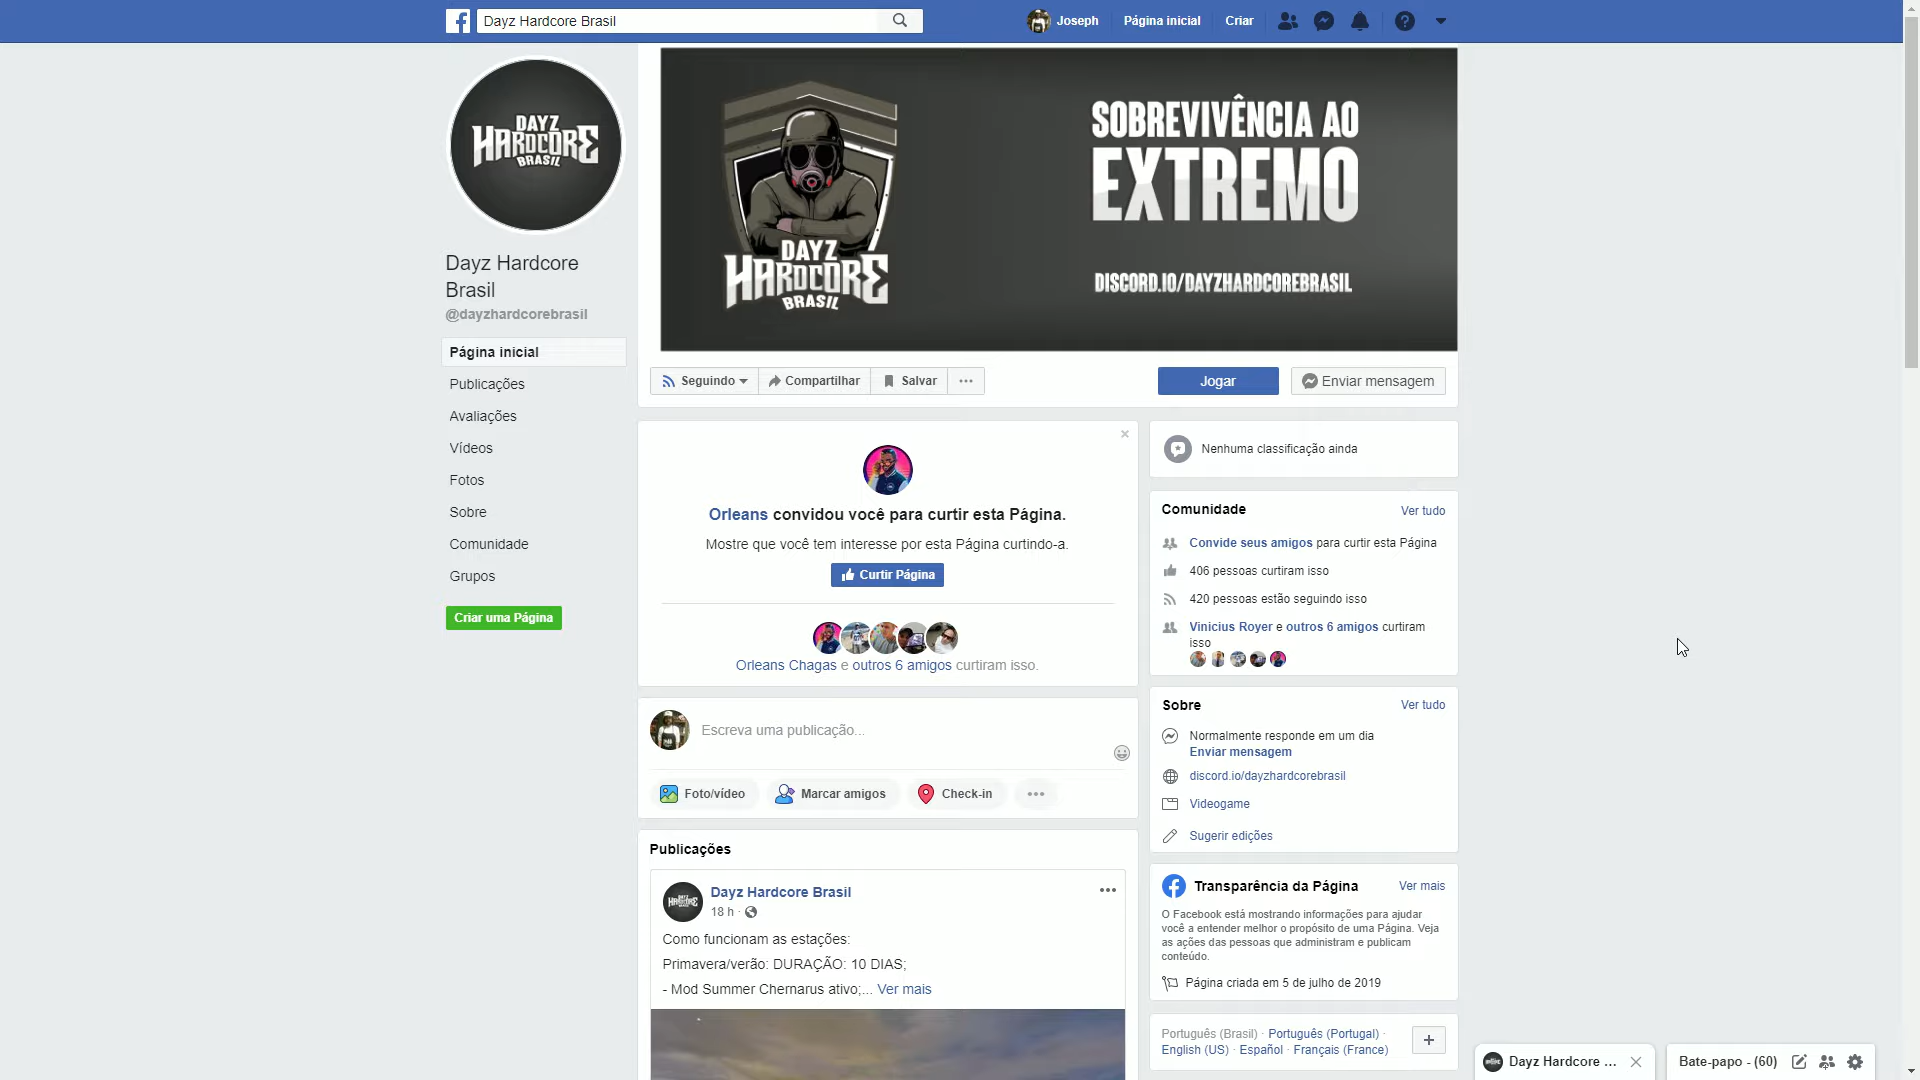 Dayz Hardcore Brasil
Joseph
Página inicial
Criar
DAYZ
HARDCORE
BRASIL
Dayz Hardcore
Brasil
@dayzhardcorebrasil
Página inicial
Publicações
Avaliações
Vídeos
Fotos
Sobre
Comunidade
Grupos
Criar uma Página
DAYZ
HARDCORE
BRASIL
SOBREVIVÊNCIA AO
EXTREMO
DISCORD.IO/DAYZHARDCOREBRASIL
Seguindo
Compartilhar
Salvar
Jogar
Enviar mensagem
Orleans convidou você para curtir esta Página.
Mostre que você tem interesse por esta Página curtindo-a.
Curtir Página
Orleans Chagas e outros 6 amigos curtiram isso.
Escreva uma publicação...
Foto/vídeo
Marcar amigos
Check-in
Publicações
DAYZ
HARDCORE
BRASIL
Dayz Hardcore Brasil
18 h ·
Como funcionam as estações:
Primavera/verão: DURAÇÃO: 10 DIAS;
- Mod Summer Chernarus ativo;... Ver mais
Nenhuma classificação ainda
Comunidade
Ver tudo
Convide seus amigos para curtir esta Página
406 pessoas curtiram isso
420 pessoas estão seguindo isso
Vinicius Royer e outros 6 amigos curtiram
isso
Sobre
Ver tudo
Normalmente responde em um dia
Enviar mensagem
discord.io/dayzhardcorebrasil
Videogame
Sugerir edições
Transparência da Página
Ver mais
O Facebook está mostrando informações para ajudar
você a entender melhor o propósito de uma Página. Veja
as ações das pessoas que administram e publicam
conteúdo.
Página criada em 5 de julho de 2019
Português (Brasil) · Português (Portugal) ·
English (US) · Español · Français (France)
Dayz Hardcore ...
Bate-papo - (60)